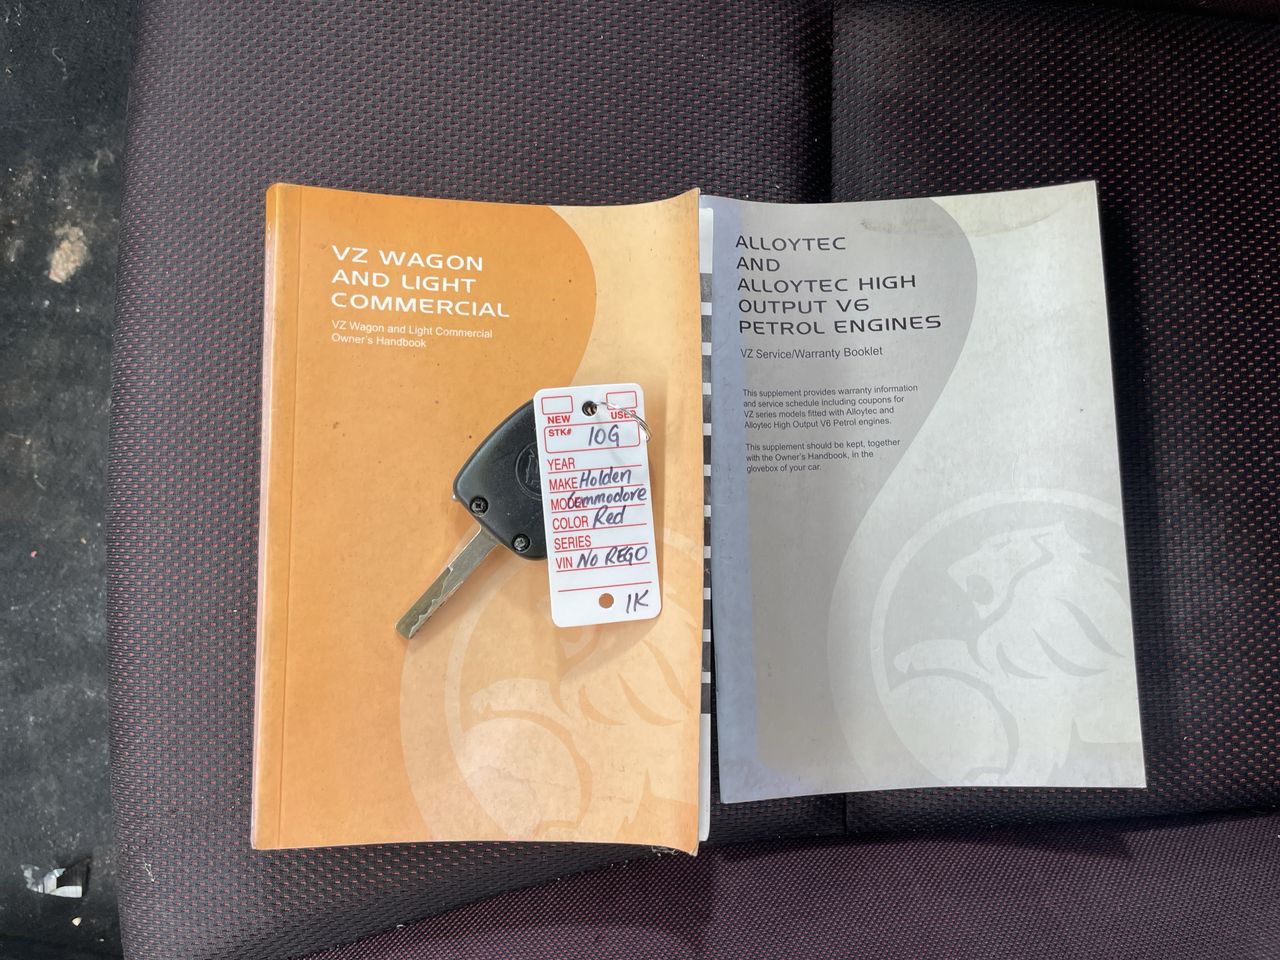 VZ WAGON
AND LIGHT
COMMERCIAL
VZ Wagon and Light Commercial
Owner's Handbook
NEW USED
STK# 10G
YEAR
MAKE Holden
MODEL Commodore
COLOR Red
SERIES
VIN No REGO
1K
ALLOYTEC
AND
ALLOYTEC HIGH
OUTPUT V6
PETROL ENGINES
VZ Service/Warranty Booklet
This supplement provides warranty information
and service schedule including coupons for
VZ series models fitted with Alloytec and
Alloytec High Output V6 Petrol engines.
This supplement should be kept, together
with the Owner's Handbook, in the
glovebox of your car.